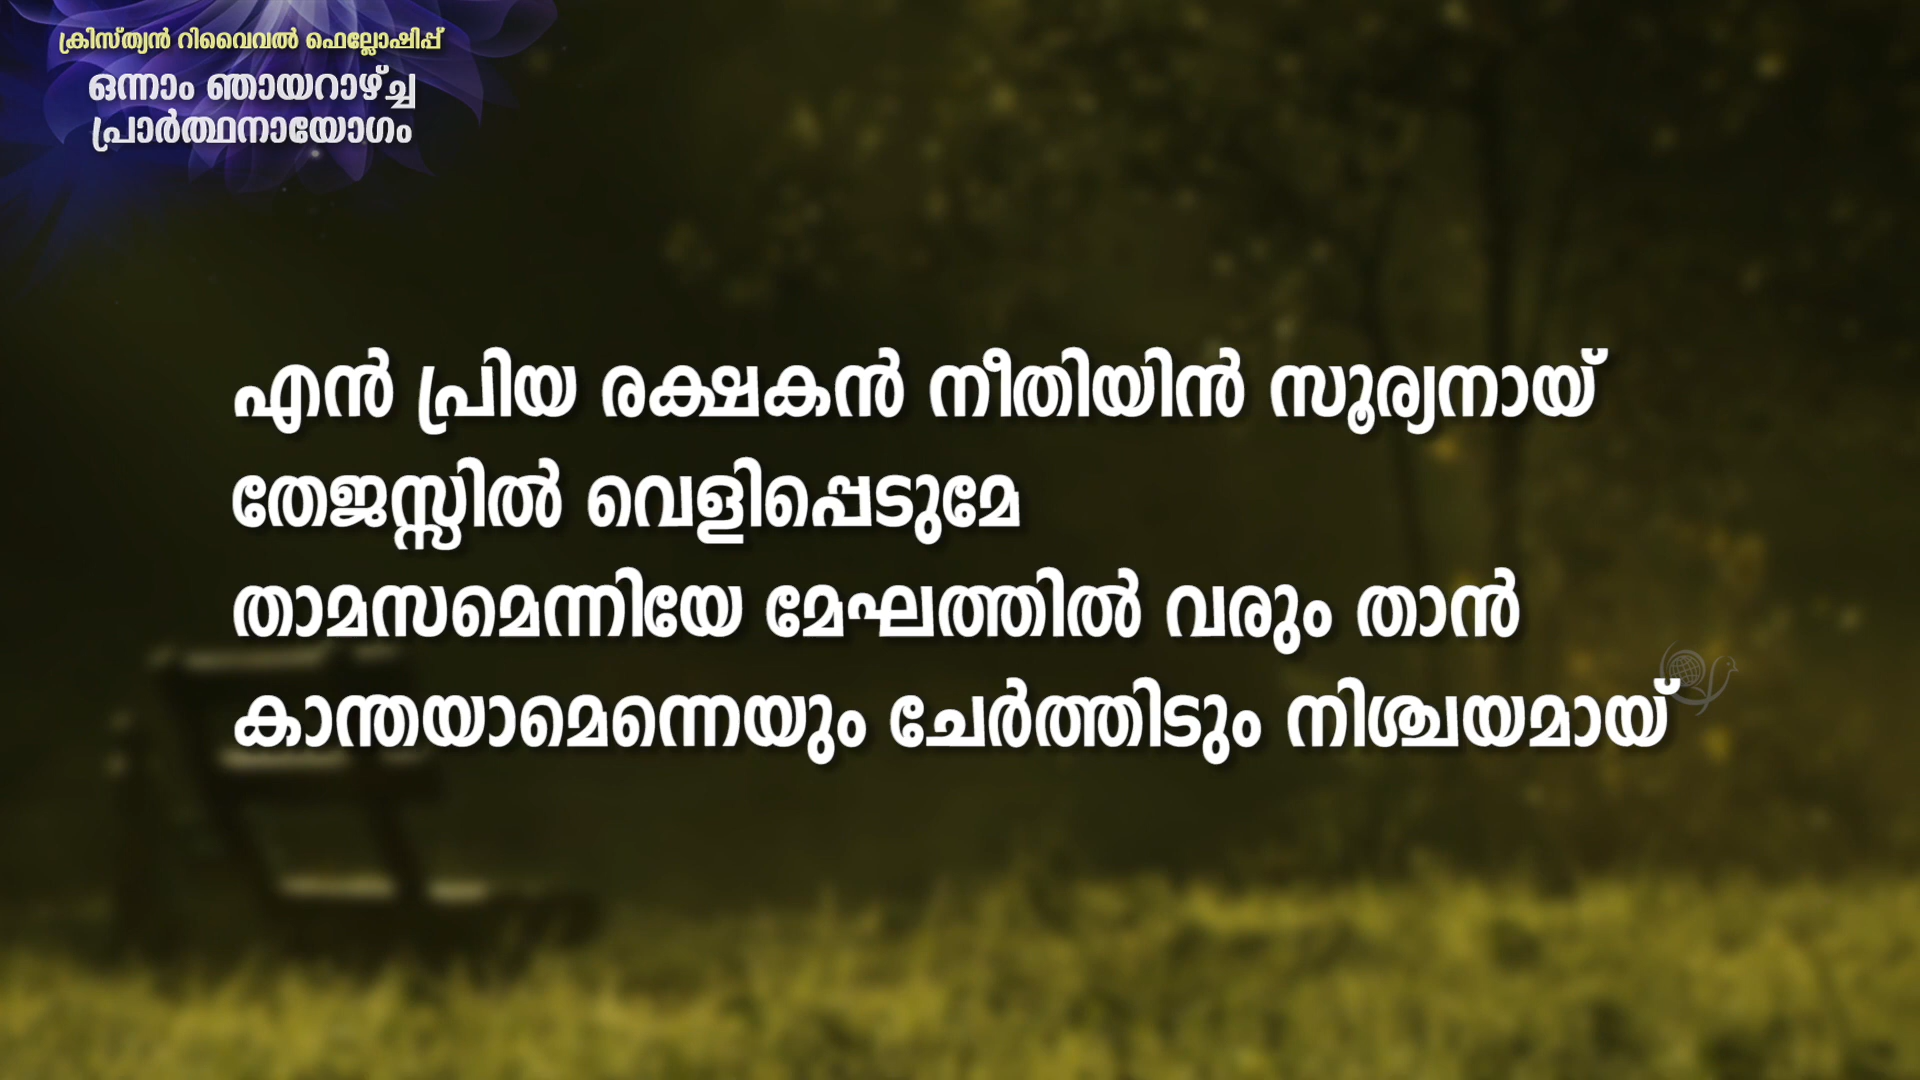 ക്രിസ്ത്യൻ റിവൈവൽ ഫെല്ലോഷിപ്പ്
ഒന്നാം ഞായറാഴ്ച്ച
പ്രാർത്ഥനായോഗം
എൻ പ്രിയ രക്ഷകൻ നീതിയിൻ സൂര്യനായ്
തേജസ്സിൽ വെളിപ്പെടുമേ
താമസമെന്നിയേ മേഘത്തിൽ വരും താൻ
കാന്തയാമെന്നെയും ചേർത്തിടും നിശ്ചയമായ്